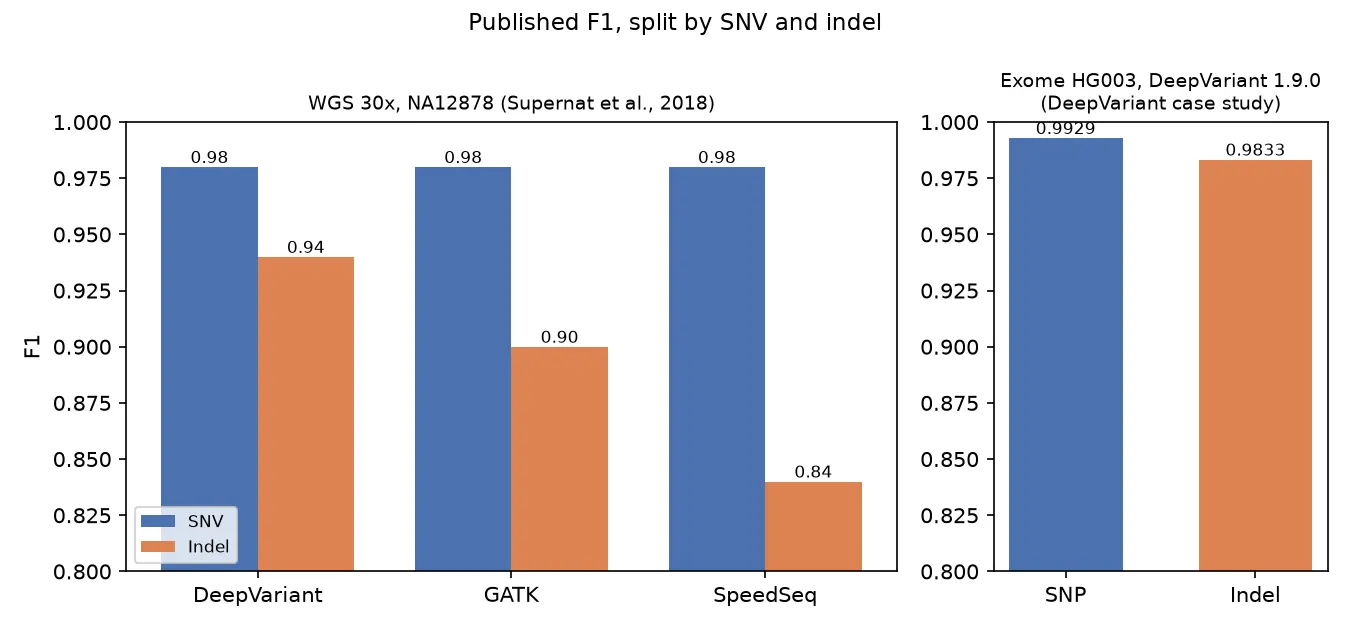 Published F1, split by SNV and indel
WGS 30x, NA12878 (Supernat et al., 2018)
F1
1.000
0.975
0.950
0.925
0.900
0.875
0.850
0.825
0.800
0.98
0.94
0.98
0.90
0.98
0.84
SNV
Indel
DeepVariant
GATK
SpeedSeq
Exome HG003, DeepVariant 1.9.0
(DeepVariant case study)
1.000
0.975
0.950
0.925
0.900
0.875
0.850
0.825
0.800
0.9929
0.9833
SNP
Indel